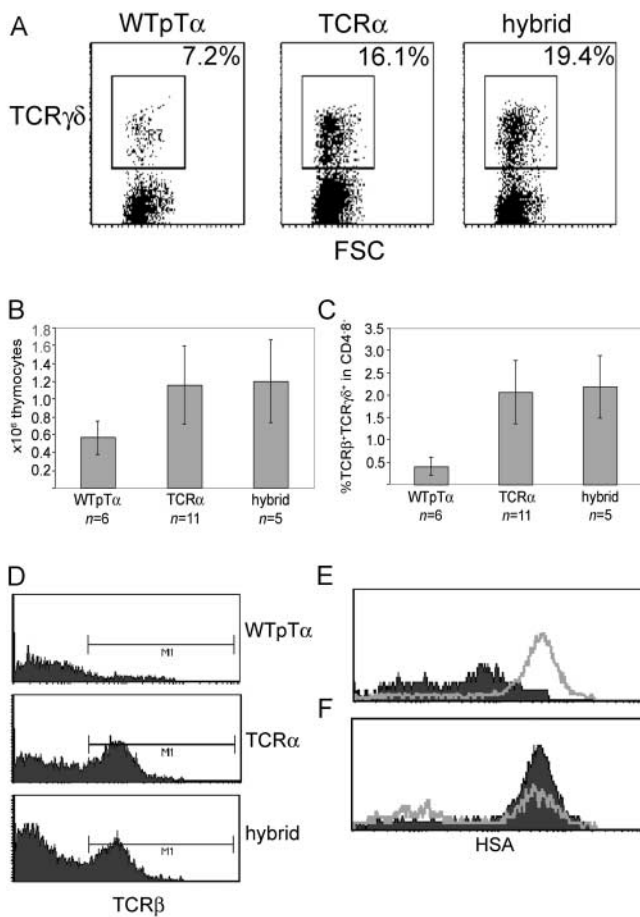 A
WTpTα TCRα hybrid
7.2% 16.1% 19.4%
TCRγδ
R7
FSC
B
x10⁶ thymocytes
1.8
1.6
1.4
1.2
1.0
0.8
0.6
0.4
0.2
WTpTα TCRα hybrid
n=6 n=11 n=5
C
%TCRβ⁺TCRγδ⁺ in CD4⁻8⁻
3.5
3.0
2.5
2.0
1.5
1.0
0.5
WTpTα TCRα hybrid
n=6 n=11 n=5
D
WTpTα
M1
TCRα
M1
hybrid
M1
TCRβ
E
F
HSA